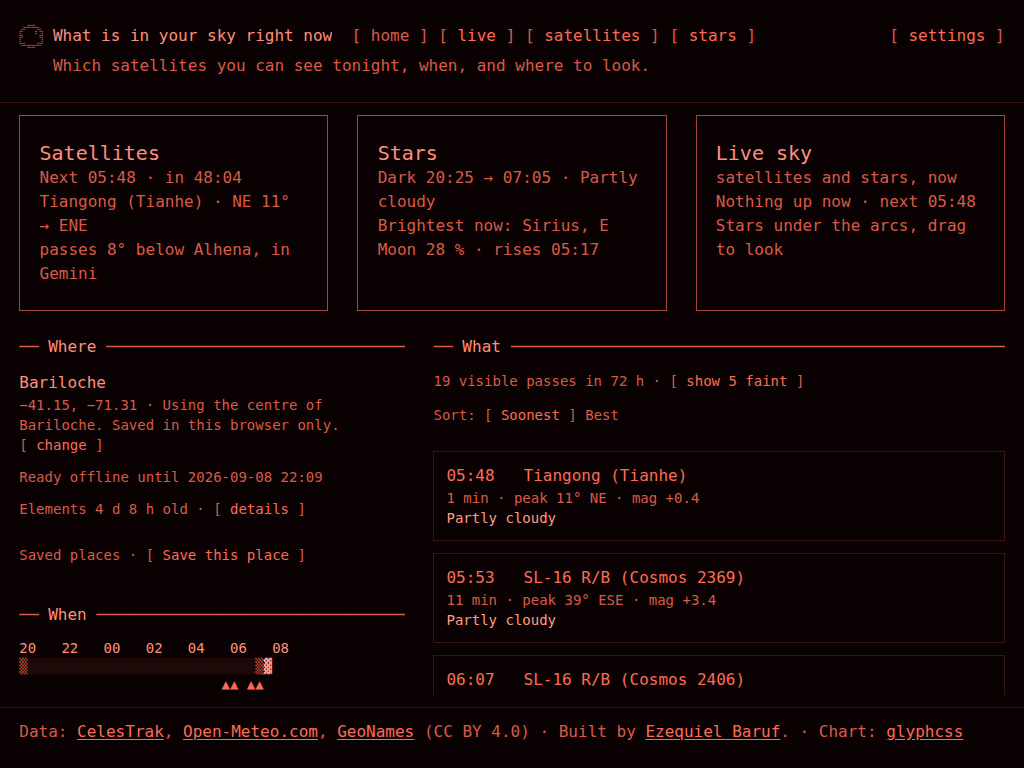 What is in your sky right now [ home ] [ live ] [ satellites ] [ stars ] [ settings ]
Which satellites you can see tonight, when, and where to look.
Satellites
Next 05:48 · in 48:04
Tiangong (Tianhe) · NE 11°
→ ENE
passes 8° below Alhena, in
Gemini
Stars
Dark 20:25 → 07:05 · Partly
cloudy
Brightest now: Sirius, E
Moon 28 % · rises 05:17
Live sky
satellites and stars, now
Nothing up now · next 05:48
Stars under the arcs, drag
to look
Where
Bariloche
−41.15, −71.31 · Using the centre of
Bariloche. Saved in this browser only.
[ change ]
Ready offline until 2026-09-08 22:09
Elements 4 d 8 h old · [ details ]
Saved places · [ Save this place ]
When
20 22 00 02 04 06 08
What
19 visible passes in 72 h · [ show 5 faint ]
Sort: [ Soonest ] Best
05:48 Tiangong (Tianhe)
1 min · peak 11° NE · mag +0.4
Partly cloudy
05:53 SL-16 R/B (Cosmos 2369)
11 min · peak 39° ESE · mag +3.4
Partly cloudy
06:07 SL-16 R/B (Cosmos 2406)
Data: CelesTrak, Open-Meteo.com, GeoNames (CC BY 4.0) · Built by Ezequiel Baruf. · Chart: glyphcss